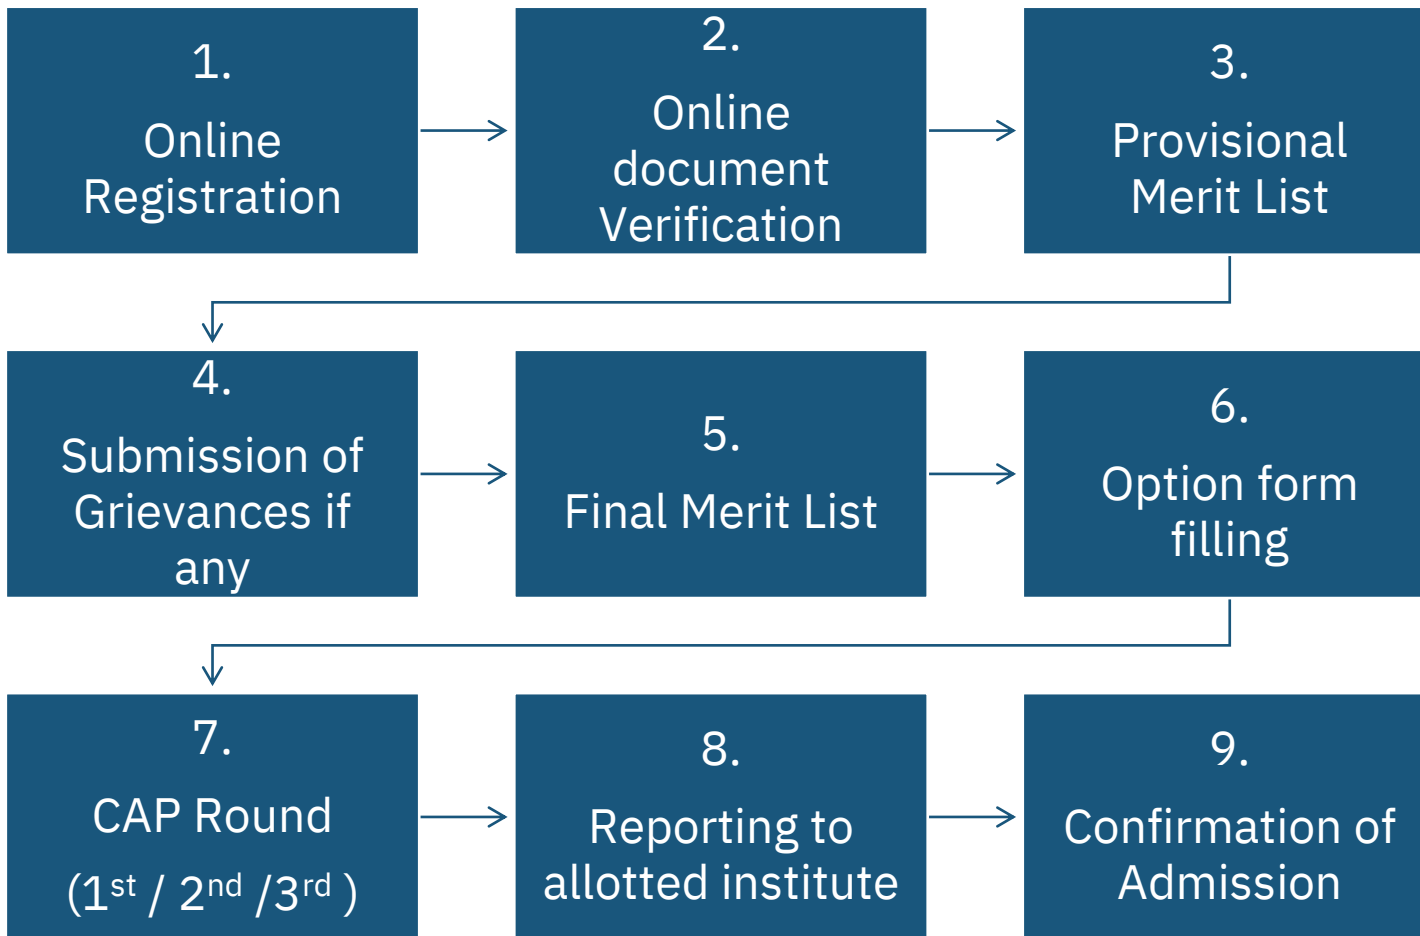 1.
Online
Registration
2.
Online
document
Verification
3.
Provisional
Merit List
4.
Submission of
Grievances if
any
5.
Final Merit List
6.
Option form
filling
7.
CAP Round
(1st / 2nd /3rd )
8.
Reporting to
allotted institute
9.
Confirmation of
Admission